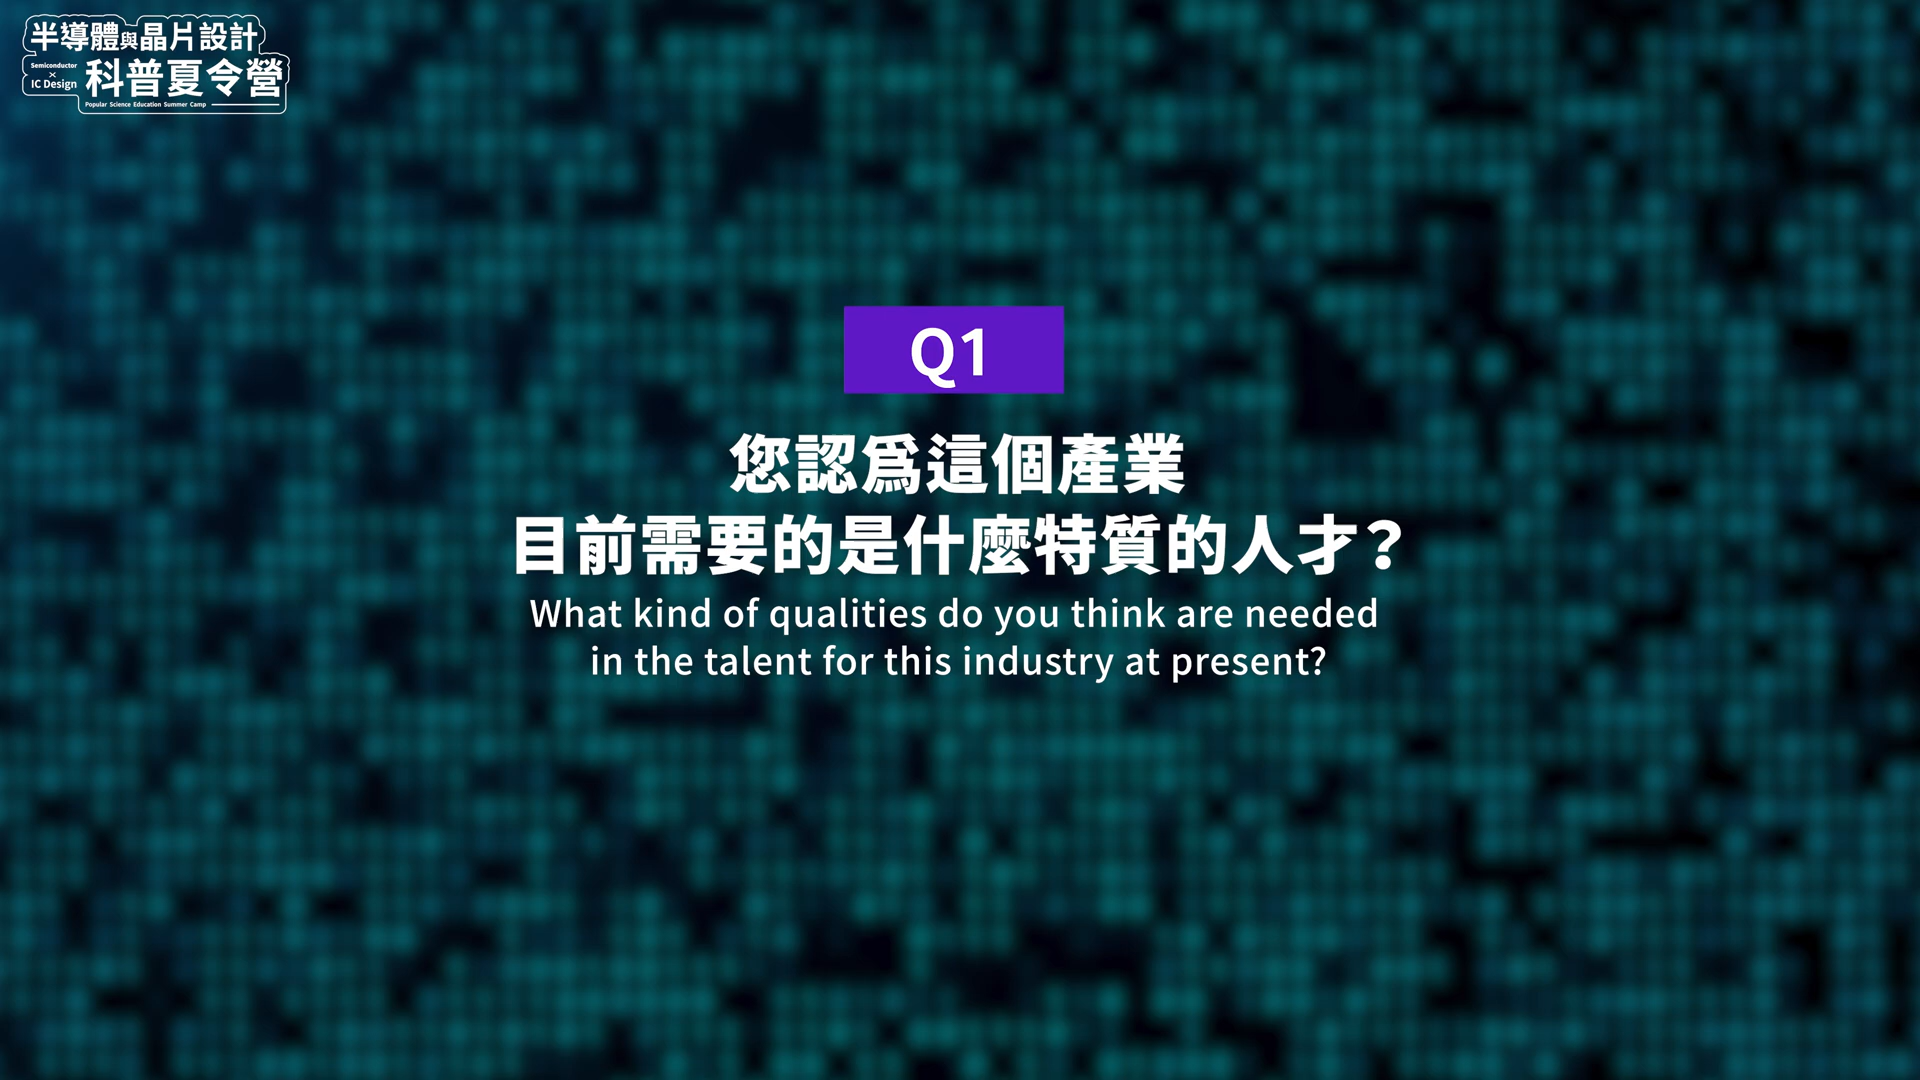 半導體與晶片設計
Semiconductor
×
IC Design
科普夏令營
Popular Science Education Summer Camp
Q1
您認爲這個產業
目前需要的是什麼特質的人才？
What kind of qualities do you think are needed
in the talent for this industry at present?